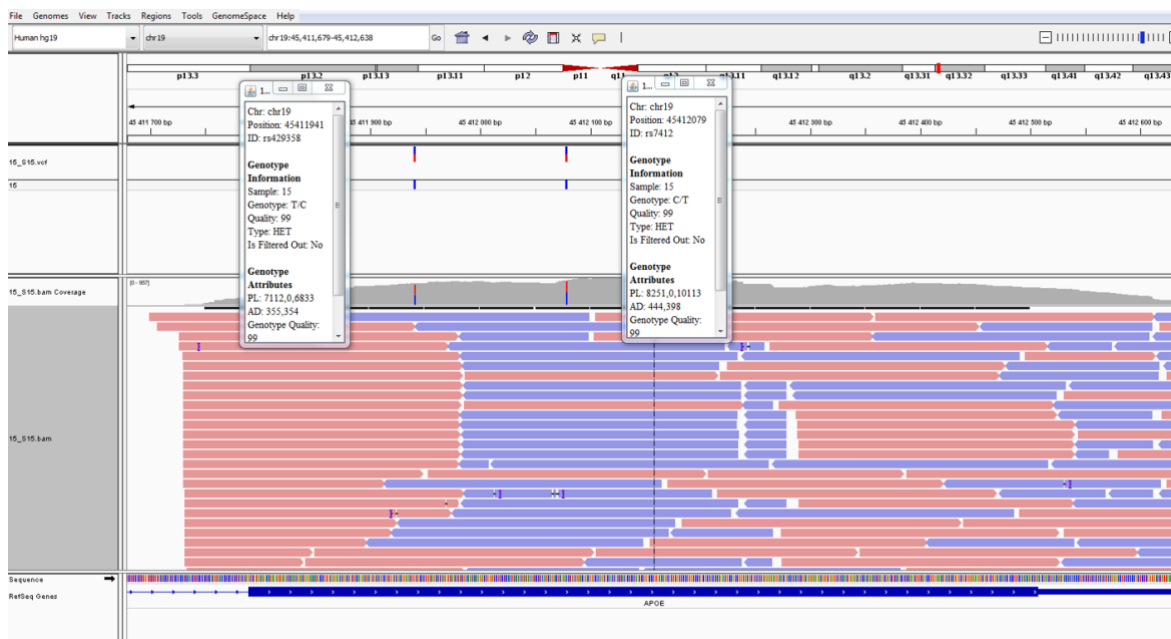 File Genomes View Tracks Regions Tools GenomeSpace Help
Human hg19 chr19 chr19:45,411,679-45,412,638 Go
p13.3 p13.2 p13.13 p13.11 p12 p11 q11 q13.11 q13.12 q13.2 q13.31 q13.32 q13.33 q13.41 q13.42 q13.43
1...
Chr: chr19
Position: 45411941
ID: rs429358
Genotype
Information
Sample: 15
Genotype: T/C
Quality: 99
Type: HET
Is Filtered Out: No
Genotype
Attributes
PL: 7112,0,6833
AD: 355,354
Genotype Quality:
99
1...
Chr: chr19
Position: 45412079
ID: rs7412
Genotype
Information
Sample: 15
Genotype: C/T
Quality: 99
Type: HET
Is Filtered Out: No
Genotype
Attributes
PL: 8251,0,10113
AD: 444,398
Genotype Quality:
99
45 411 700 bp 45 411 900 bp 45 412 000 bp 45 412 100 bp 45 412 300 bp 45 412 400 bp 45 412 500 bp 45 412 600 bp
15_S15.vcf
15
15_S15.bam Coverage
[0 - 957]
15_S15.bam
Sequence
RefSeq Genes
APOE